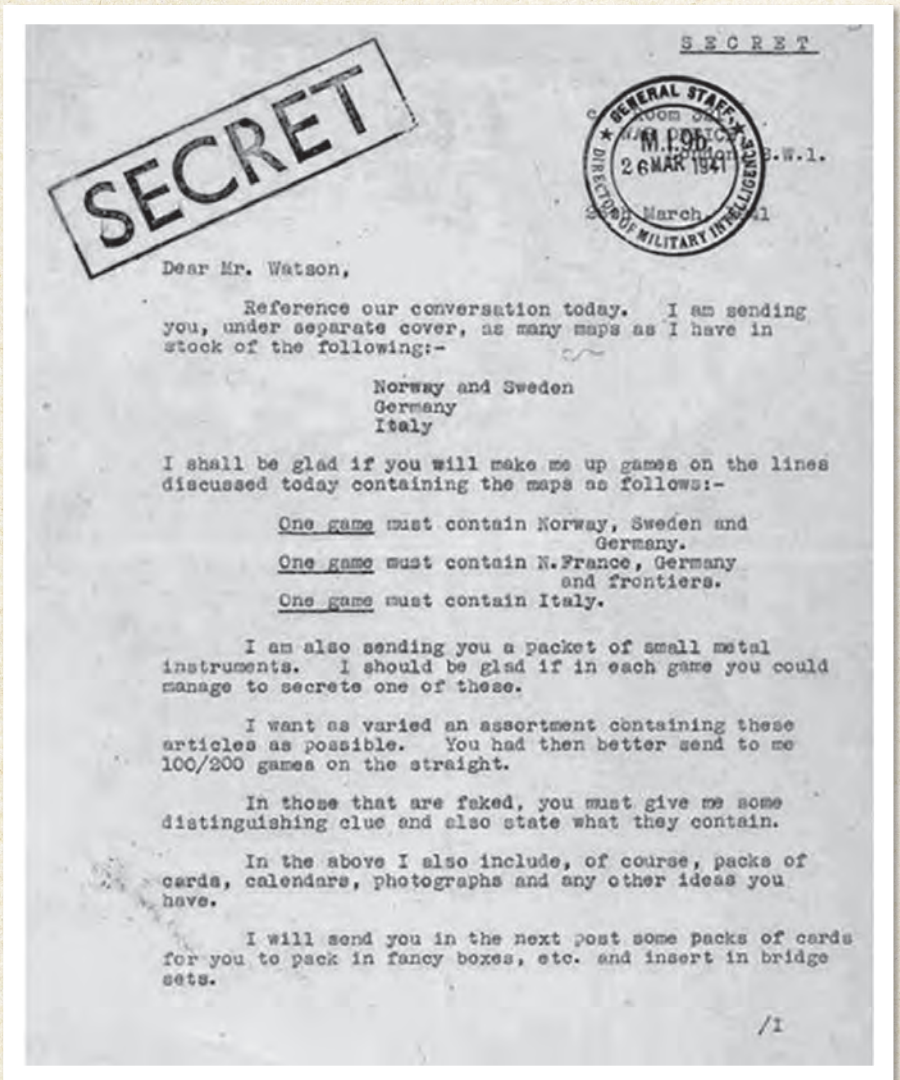 SECRET
SECRET
GENERAL STAFF,
M.I.9b.
26 MAR 1941
DIRECTOR OF MILITARY INTELLIGENCE
S.W.1.
March,
Dear Mr. Watson,
Reference our conversation today. I am sending
you, under separate cover, as many maps as I have in
stock of the following:-
Norway and Sweden
Germany
Italy
I shall be glad if you will make me up games on the lines
discussed today containing the maps as follows:-
One game must contain Norway, Sweden and
Germany.
One game must contain N.France, Germany
and frontiers.
One game must contain Italy.
I am also sending you a packet of small metal
instruments. I should be glad if in each game you could
manage to secrete one of these.
I want as varied an assortment containing these
articles as possible. You had then better send to me
100/200 games on the straight.
In those that are faked, you must give me some
distinguishing clue and also state what they contain.
In the above I also include, of course, packs of
cards, calendars, photographs and any other ideas you
have.
I will send you in the next post some packs of cards
for you to pack in fancy boxes, etc. and insert in bridge
sets.
/I